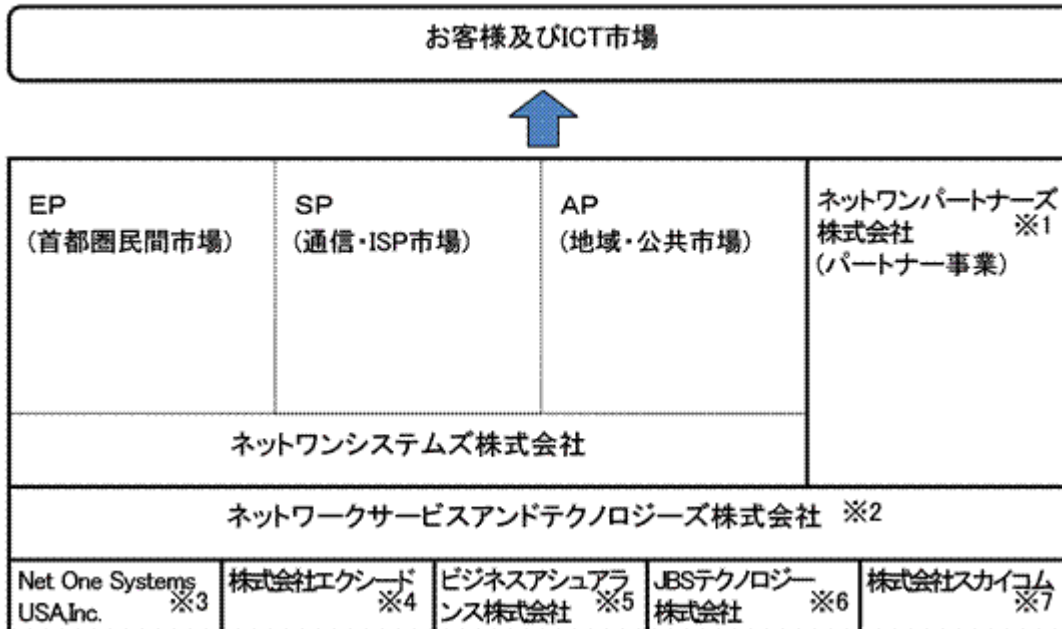 お客様及びICT市場
EP
(首都圏民間市場)
SP
(通信・ISP市場)
AP
(地域・公共市場)
ネットワンパートナーズ
株式会社 ※1
(パートナー事業)
ネットワンシステムズ株式会社
ネットワークサービスアンドテクノロジーズ株式会社 ※2
Net One Systems
USA,Inc. ※3
株式会社エクシード
※4
ビジネスアシュアラ
ンス株式会社 ※5
JBSテクノロジー
株式会社 ※6
株式会社スカイコム
※7